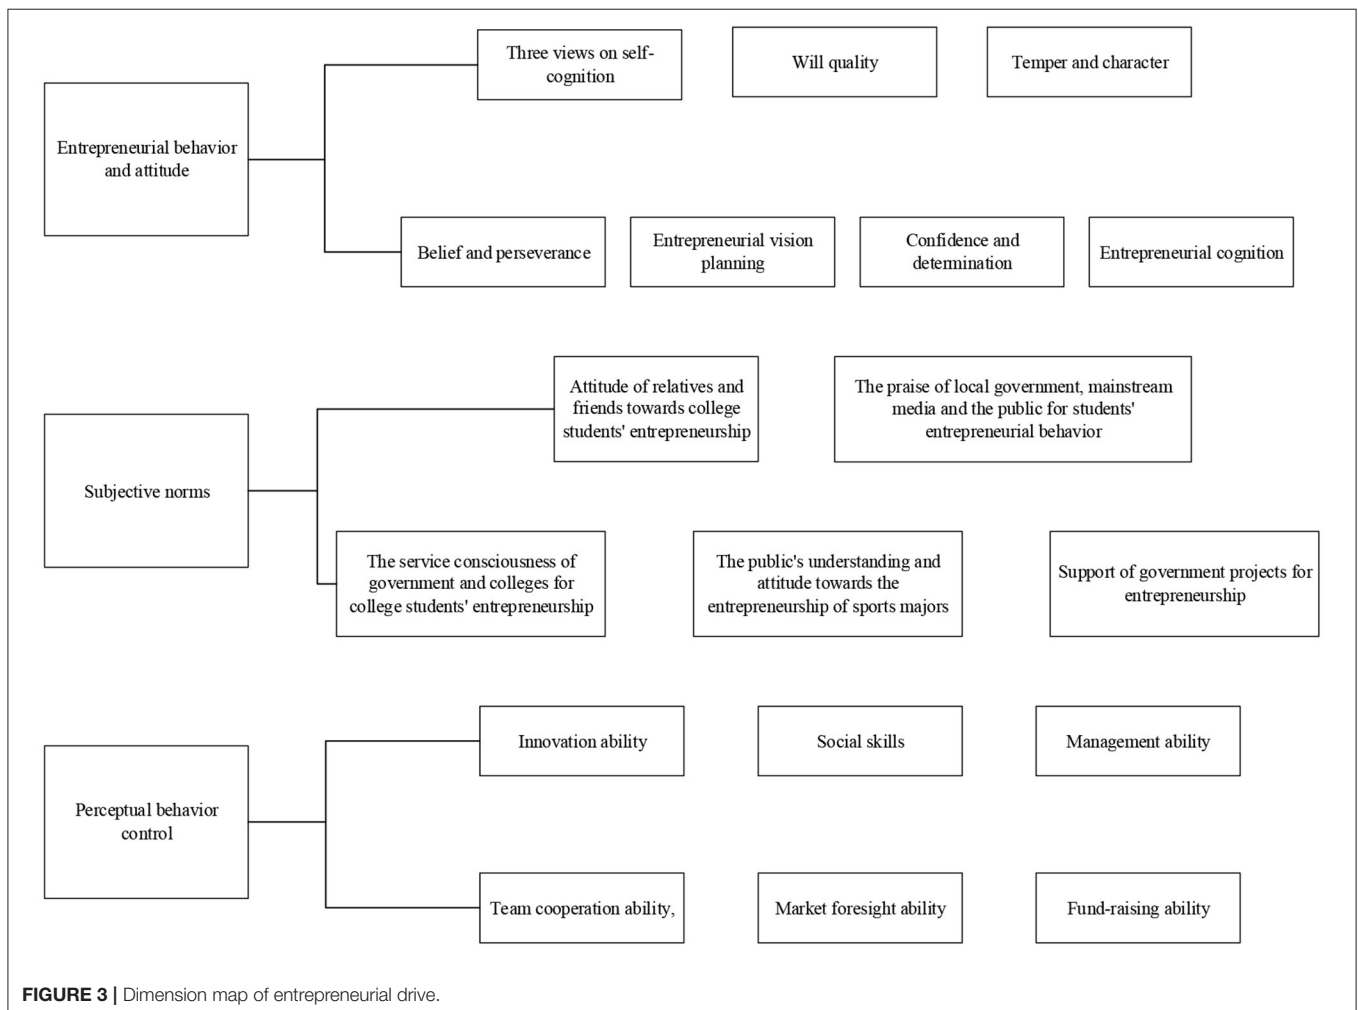 Three views on self-
cognition
Will quality
Temper and character
Entrepreneurial behavior
and attitude
Belief and perseverance
Entrepreneurial vision
planning
Confidence and
determination
Entrepreneurial cognition
Attitude of relatives and
friends towards college
students' entrepreneurship
The praise of local government, mainstream
media and the public for students'
entrepreneurial behavior
Subjective norms
The service consciousness of
government and colleges for
college students' entrepreneurship
The public's understanding and
attitude towards the
entrepreneurship of sports majors
Support of government projects for
entrepreneurship
Innovation ability
Social skills
Management ability
Perceptual behavior
control
Team cooperation ability,
Market foresight ability
Fund-raising ability
FIGURE 3 | Dimension map of entrepreneurial drive.